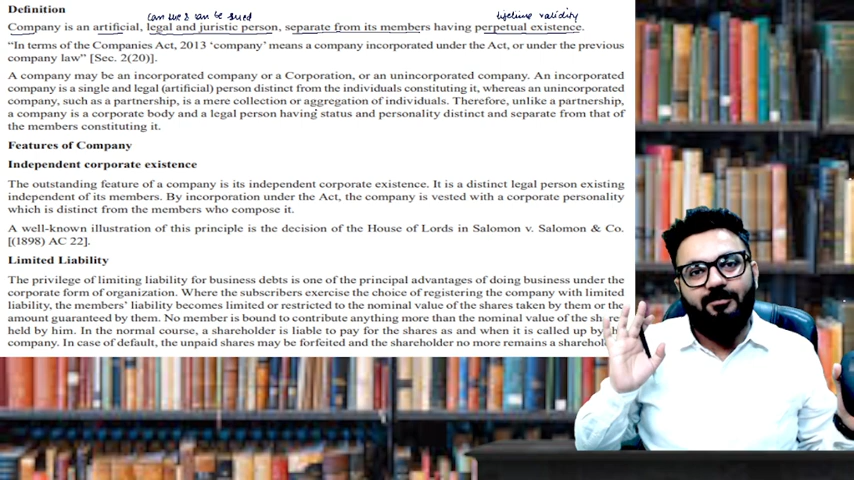 Definition
can sue & can be sued
lifetime validity
Company is an artificial, legal and juristic person, separate from its members having perpetual existence.
“In terms of the Companies Act, 2013 ‘company’ means a company incorporated under the Act, or under the previous
company law” [Sec. 2(20)].
A company may be an incorporated company or a Corporation, or an unincorporated company. An incorporated
company is a single and legal (artificial) person distinct from the individuals constituting it, whereas an unincorporated
company, such as a partnership, is a mere collection or aggregation of individuals. Therefore, unlike a partnership,
a company is a corporate body and a legal person having status and personality distinct and separate from that of
the members constituting it.
Features of Company
Independent corporate existence
The outstanding feature of a company is its independent corporate existence. It is a distinct legal person existing
independent of its members. By incorporation under the Act, the company is vested with a corporate personality
which is distinct from the members who compose it.
A well-known illustration of this principle is the decision of the House of Lords in Salomon v. Salomon & Co.
[(1898) AC 22].
Limited Liability
The privilege of limiting liability for business debts is one of the principal advantages of doing business under the
corporate form of organization. Where the subscribers exercise the choice of registering the company with limited
liability, the members’ liability becomes limited or restricted to the nominal value of the shares taken by them or the
amount guaranteed by them. No member is bound to contribute anything more than the nominal value of the
held by him. In the normal course, a shareholder is liable to pay for the shares as and when it is called up by
company. In case of default, the unpaid shares may be forfeited and the shareholder no more remains a